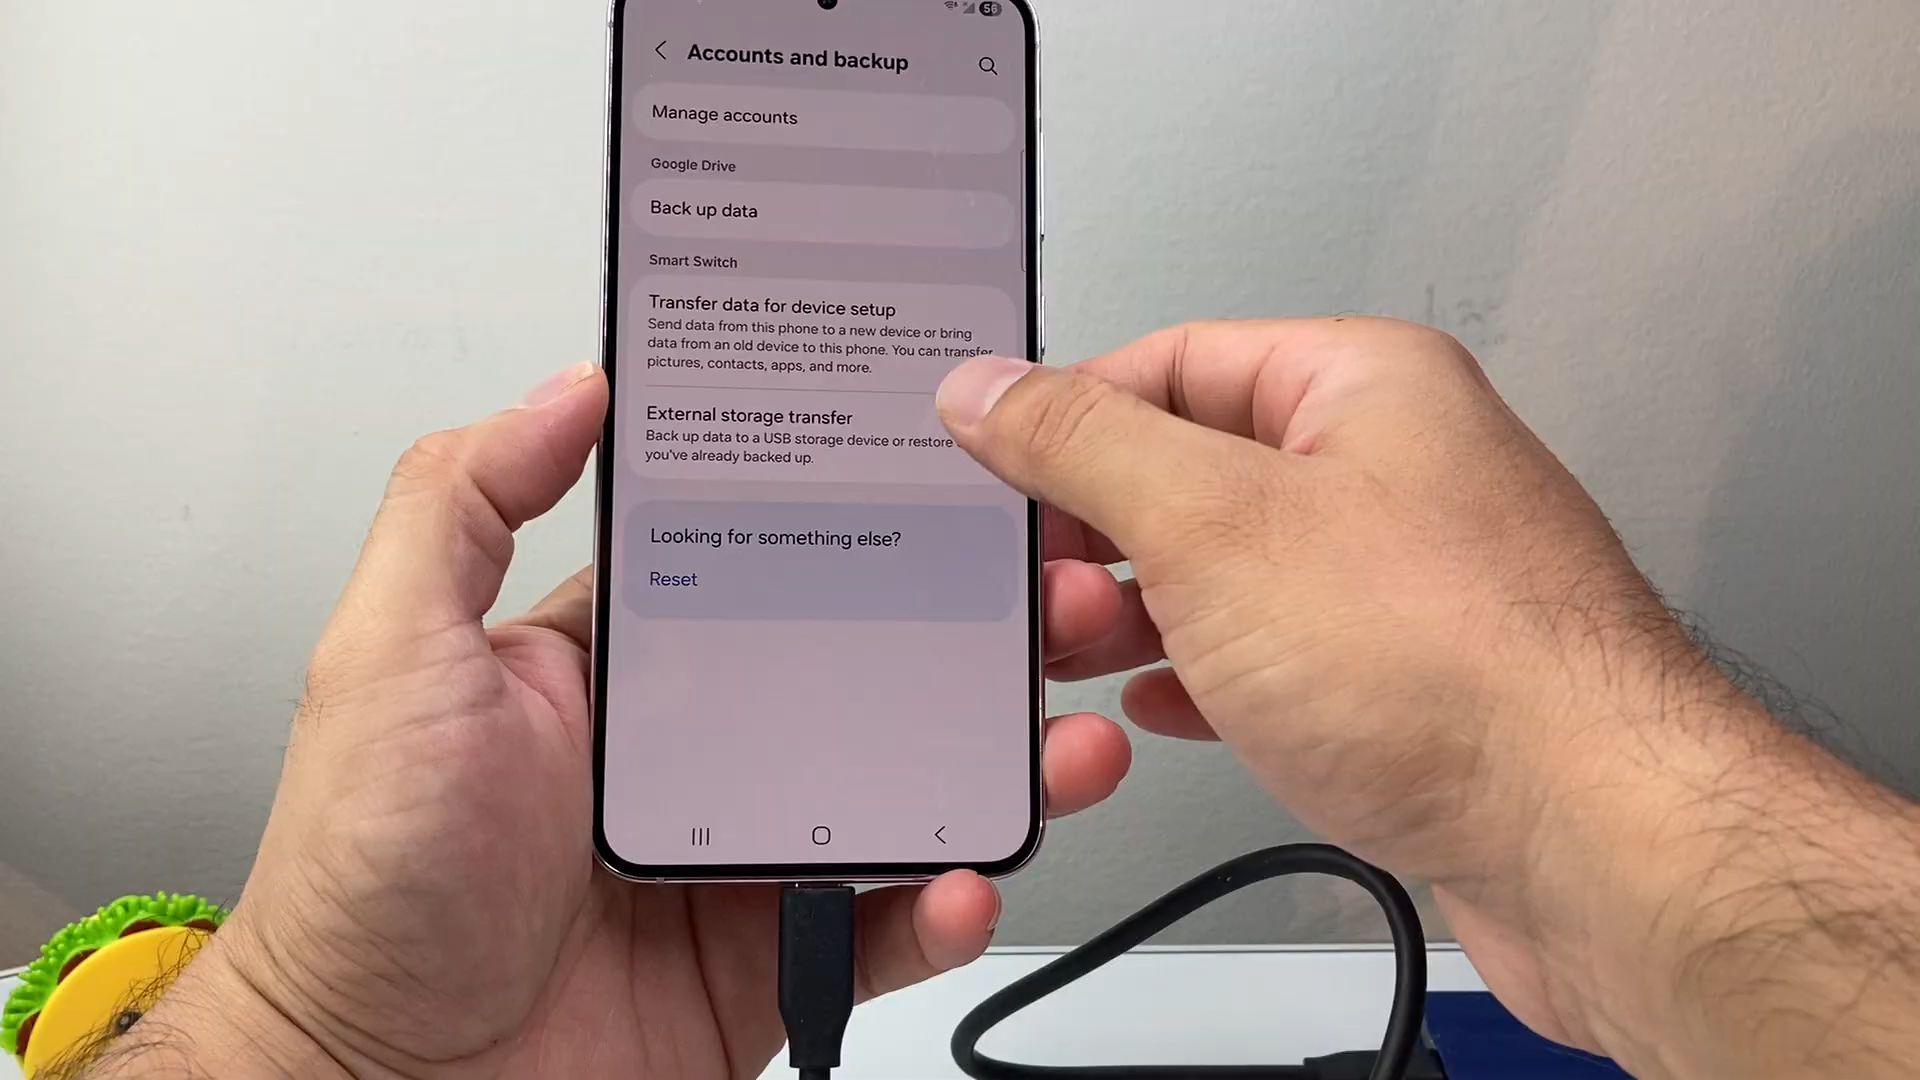 56
Accounts and backup
Manage accounts
Google Drive
Back up data
Smart Switch
Transfer data for device setup
Send data from this phone to a new device or bring
data from an old device to this phone. You can transfer
pictures, contacts, apps, and more.
External storage transfer
Back up data to a USB storage device or restore
you've already backed up.
Looking for something else?
Reset